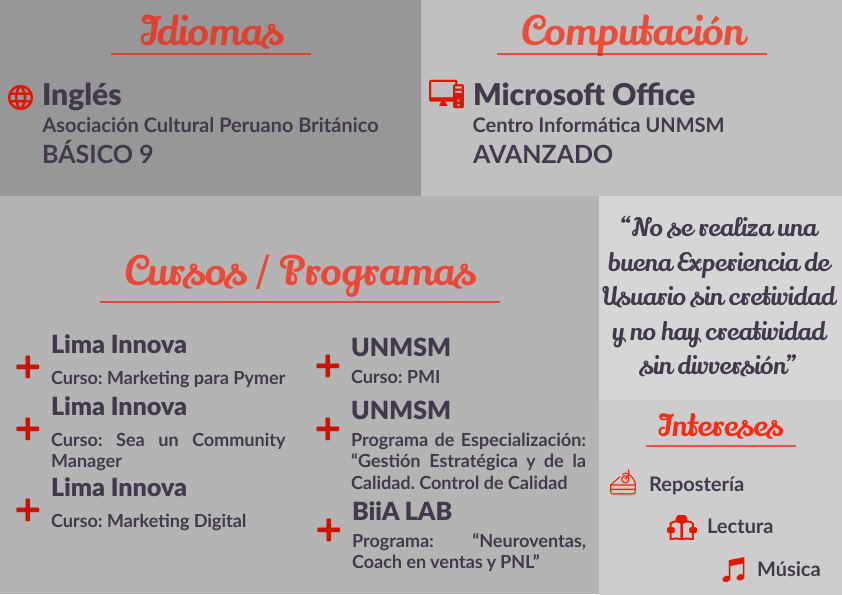 Idiomas
Inglés
Asociación Cultural Peruano Británico
BÁSICO 9
Computación
Microsoft Office
Centro Informática UNMSM
AVANZADO
Cursos / Programas
Lima Innova
Curso: Marketing para Pymer
Lima Innova
Curso: Sea un Community
Manager
Lima Innova
Curso: Marketing Digital
UNMSM
Curso: PMI
UNMSM
Programa de Especialización:
“Gestión Estratégica y de la
Calidad. Control de Calidad
BiiA LAB
Programa: “Neuroventas,
Coach en ventas y PNL”
“No se realiza una
buena Experiencia de
Usuario sin cretividad
y no hay creatividad
sin divversión”
Intereses
Repostería
Lectura
Música